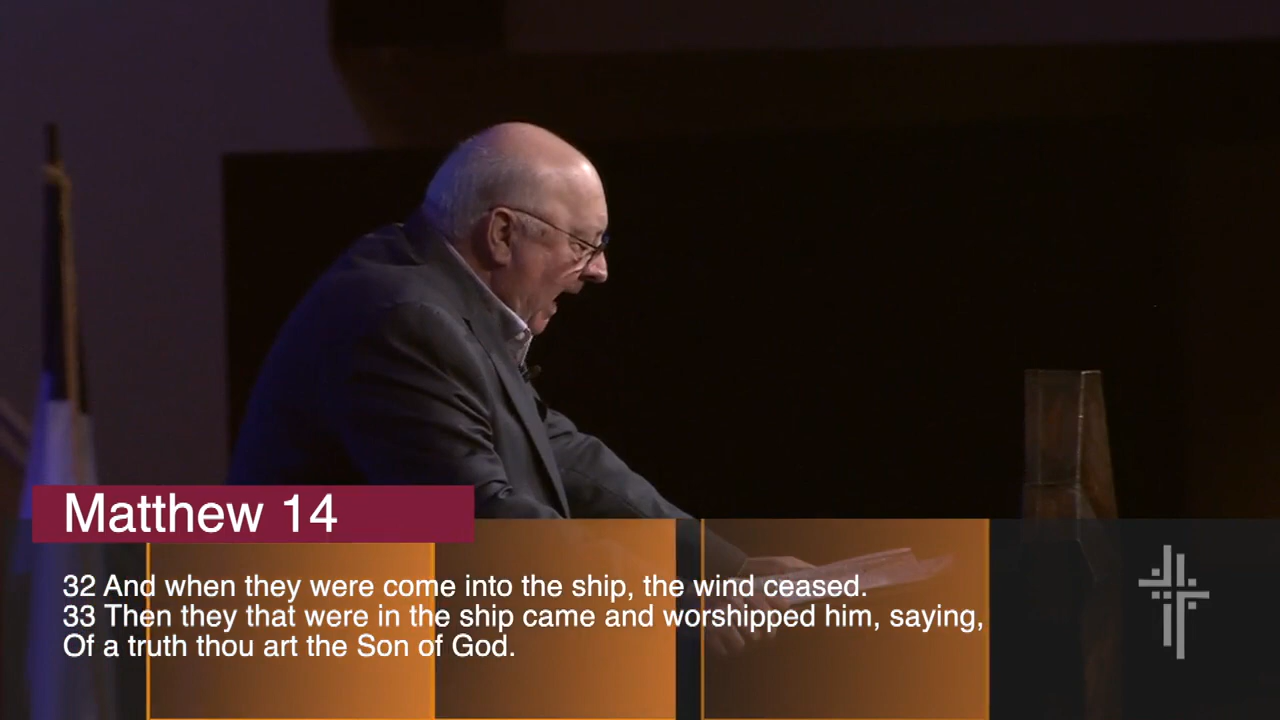 Matthew 14
32 And when they were come into the ship, the wind ceased.
33 Then they that were in the ship came and worshipped him, saying,
Of a truth thou art the Son of God.